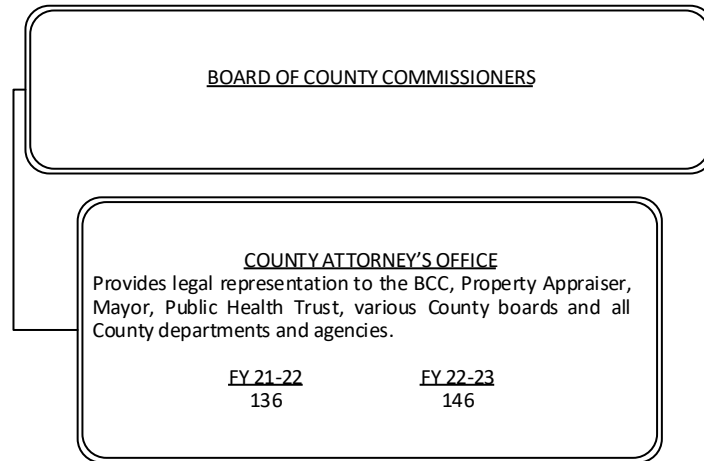 BOARD OF COUNTY COMMISSIONERS
COUNTY ATTORNEY'S OFFICE
Provides legal representation to the BCC, Property Appraiser,
Mayor, Public Health Trust, various County boards and all
County departments and agencies.
FY 21-22 FY 22-23
136 146